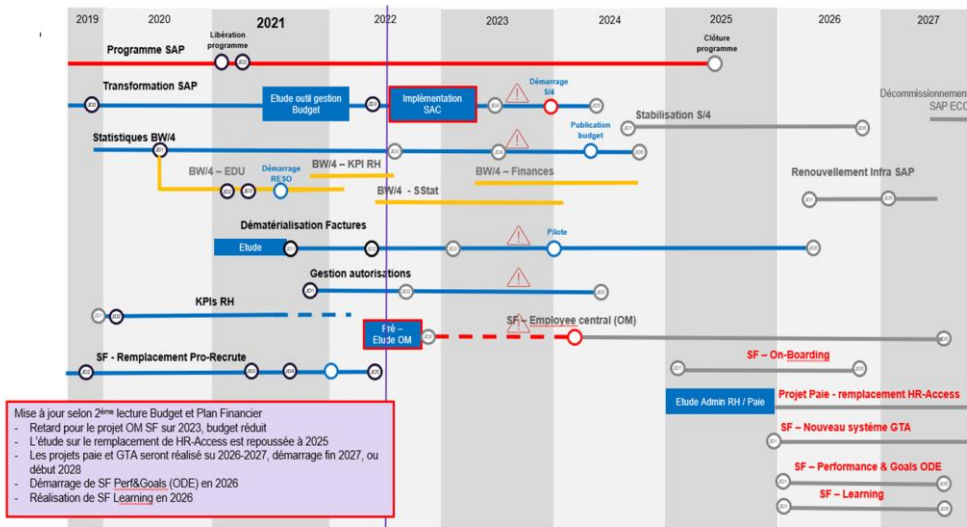 2019
2020
2021
2022
2023
2024
2025
2026
2027
Libération
programme
Clôture
programme
Programme SAP
Transformation SAP
Etude outil gestion
Budget
Implémentation
SAC
Démarrage
S/4
Stabilisation S/4
Décommissionnement
SAP ECC
Statistiques BW/4
Publication
budget
BW/4 – EDU
Démarrage
RESO
BW/4 – KPI RH
BW/4 - SStat
BW/4 – Finances
Renouvellement Infra SAP
Dématérialisation Factures
Etude
Pilote
Gestion autorisations
KPIs RH
Pré –
Etude OM
SF – Employee central (OM)
SF - Remplacement Pro-Recrute
SF – On-Boarding
Etude Admin RH / Paie
Projet Paie - remplacement HR-Access
SF – Nouveau système GTA
SF – Performance & Goals ODE
SF – Learning
Mise à jour selon 2ème lecture Budget et Plan Financier
- Retard pour le projet OM SF sur 2023, budget réduit
- L'étude sur le remplacement de HR-Access est repoussée à 2025
- Les projets paie et GTA seront réalisé su 2026-2027, démarrage fin 2027, ou
début 2028
- Démarrage de SF Perf&Goals (ODE) en 2026
- Réalisation de SF Learning en 2026